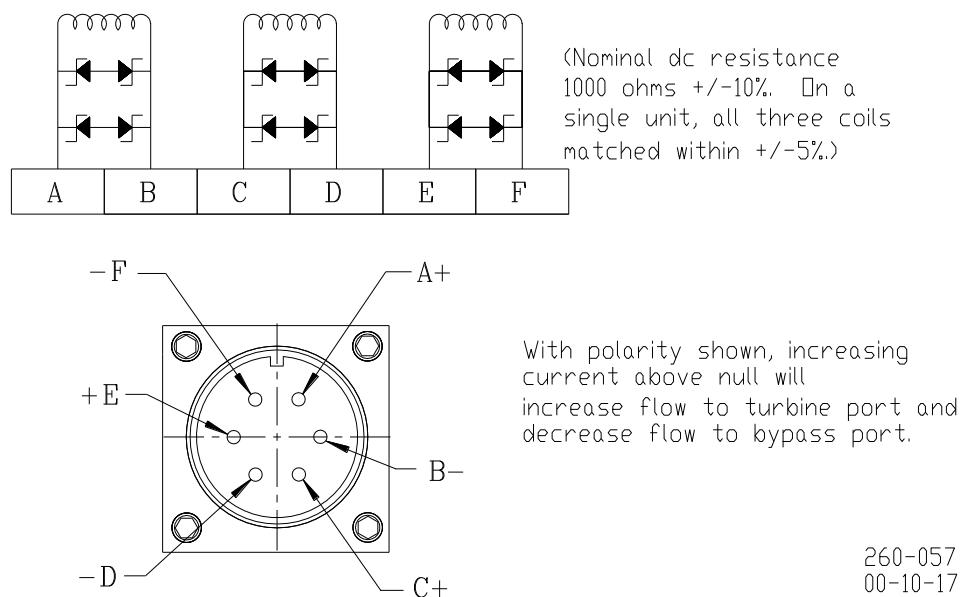 (Nominal dc resistance
1000 ohms +/-10%. On a
single unit, all three coils
matched within +/-5%.)
A B C D E F
-F
A+
+E
B-
-D
C+
With polarity shown, increasing
current above null will
increase flow to turbine port and
decrease flow to bypass port.
260-057
00-10-17